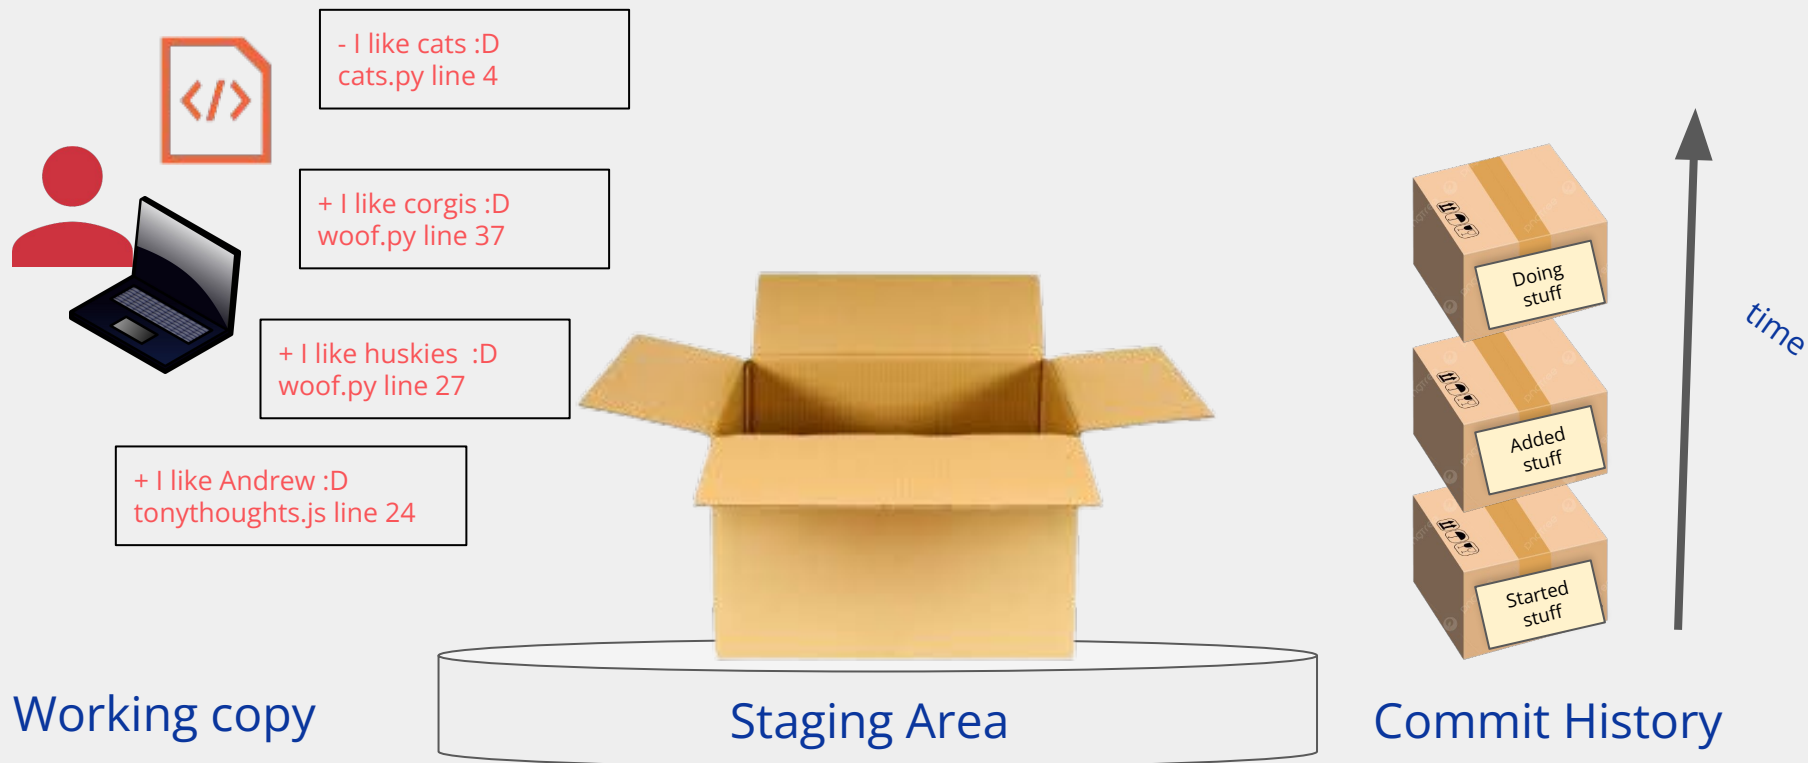 - I like cats :D
cats.py line 4
+ I like corgis :D
woof.py line 37
+ I like huskies  :D
woof.py line 27
+ I like Andrew :D
tonythoughts.js line 24
Doing
stuff
Added
stuff
Started
stuff
time
Working copy
Staging Area
Commit History